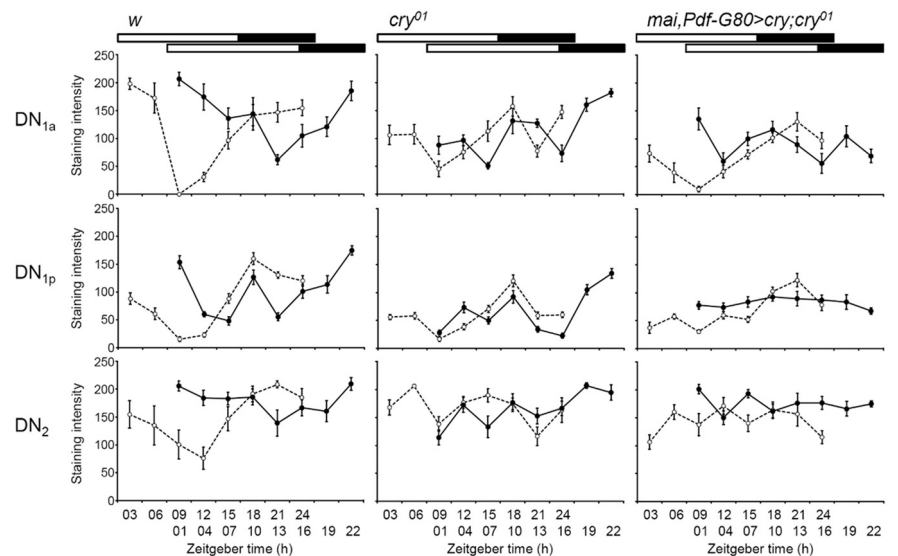 w cry⁰¹ mai,Pdf-G80>cry;cry⁰¹
DN₁ₐ
Staining intensity
250
200
150
100
50
0
DN₁ₚ
Staining intensity
250
200
150
100
50
0
DN₂
Staining intensity
250
200
150
100
50
0
03 06 09 12 15 18 21 24 03 06 09 12 15 18 21 24 03 06 09 12 15 18 21 24
01 04 07 10 13 16 19 22 01 04 07 10 13 16 19 22 01 04 07 10 13 16 19 22
Zeitgeber time (h) Zeitgeber time (h) Zeitgeber time (h)